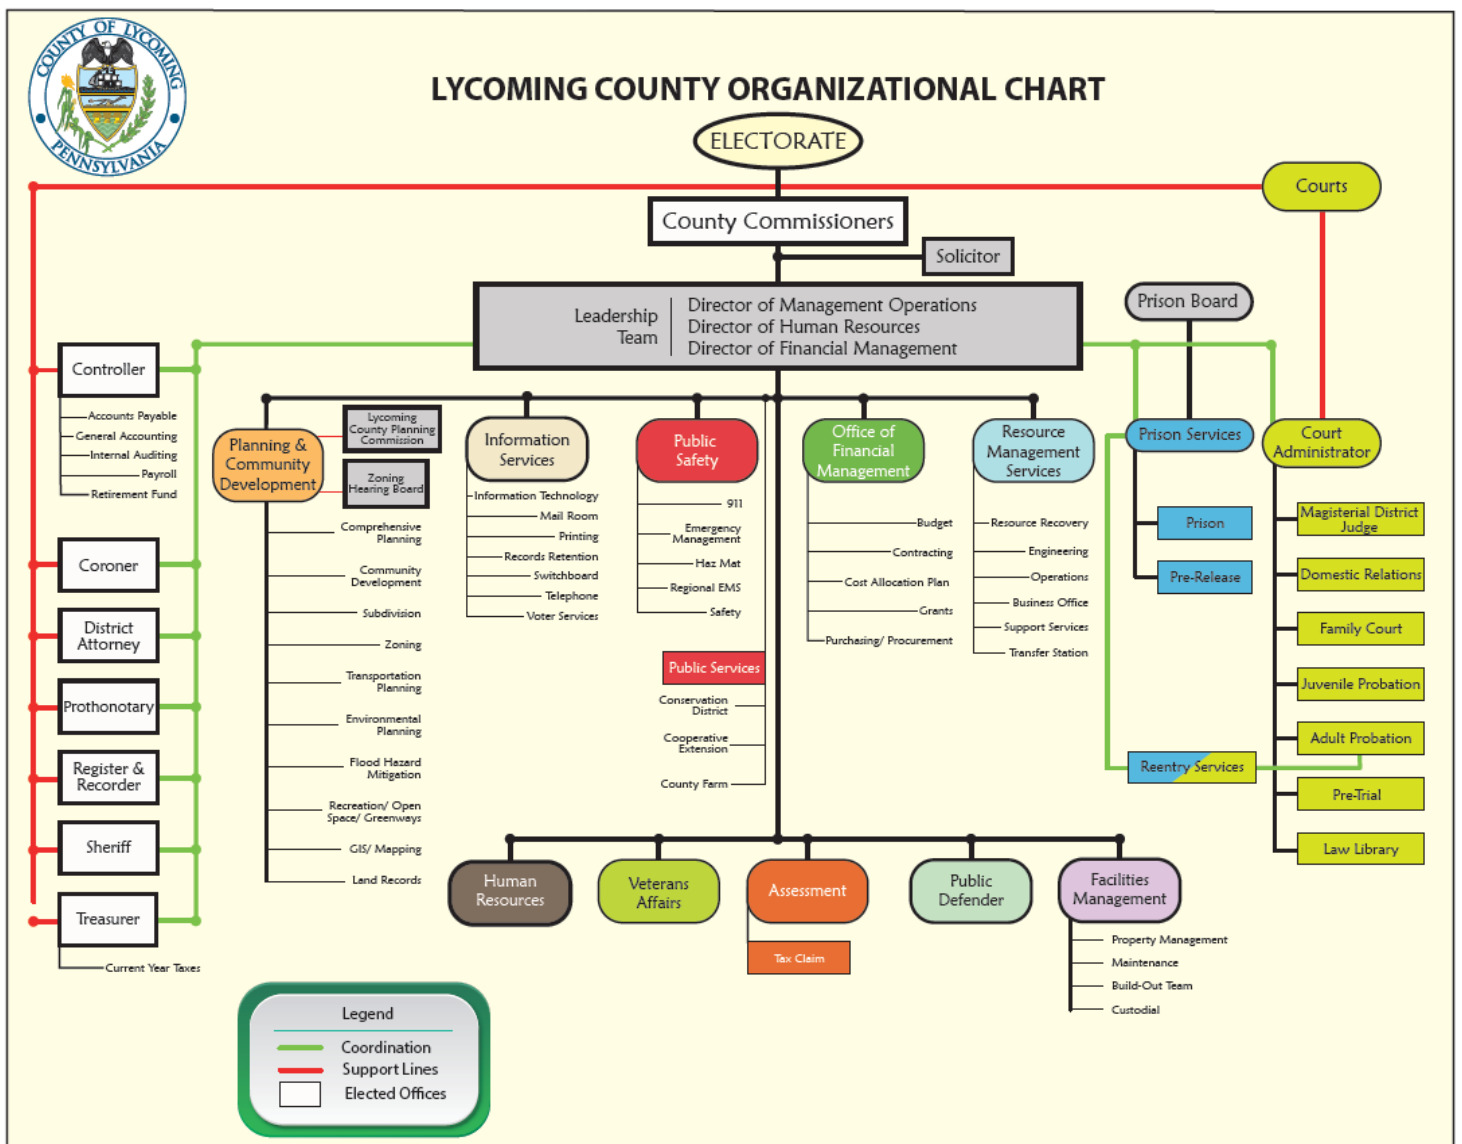 COUNTY OF LYCOMING
PENNSYLVANIA
LYCOMING COUNTY ORGANIZATIONAL CHART
ELECTORATE
Courts
County Commissioners
Solicitor
Leadership
Team
Director of Management Operations
Director of Human Resources
Director of Financial Management
Prison Board
Controller
Accounts Payable
General Accounting
Internal Auditing
Payroll
Retirement Fund
Coroner
District
Attorney
Prothonotary
Register &
Recorder
Sheriff
Treasurer
Current Year Taxes
Planning &
Community
Development
Lycoming
County Planning
Commission
Zoning
Hearing Board
Comprehensive
Planning
Community
Development
Subdivision
Zoning
Transportation
Planning
Environmental
Planning
Flood Hazard
Mitigation
Recreation/ Open
Space/ Greenways
GIS/ Mapping
Land Records
Information
Services
Information Technology
Mail Room
Printing
Records Retention
Switchboard
Telephone
Voter Services
Public
Safety
911
Emergency
Management
Haz Mat
Regional EMS
Safety
Public Services
Conservation
District
Cooperative
Extension
County Farm
Office of
Financial
Management
Budget
Contracting
Cost Allocation Plan
Grants
Purchasing/ Procurement
Resource
Management
Services
Resource Recovery
Engineering
Operations
Business Office
Support Services
Transfer Station
Prison Services
Prison
Pre-Release
Reentry Services
Court
Administrator
Magisterial District
Judge
Domestic Relations
Family Court
Juvenile Probation
Adult Probation
Pre-Trial
Law Library
Human
Resources
Veterans
Affairs
Assessment
Tax Claim
Public
Defender
Facilities
Management
Property Management
Maintenance
Build-Out Team
Custodial
Legend
Coordination
Support Lines
Elected Offices